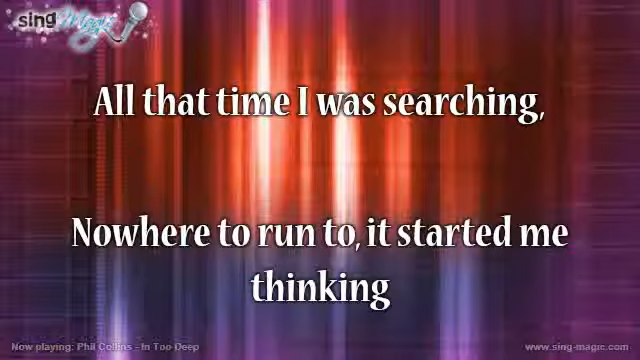 sing Magic
All that time I was searching,
Nowhere to run to, it started me
thinking
Now playing: Phil Collins - In Too Deep
www.sing-magic.com